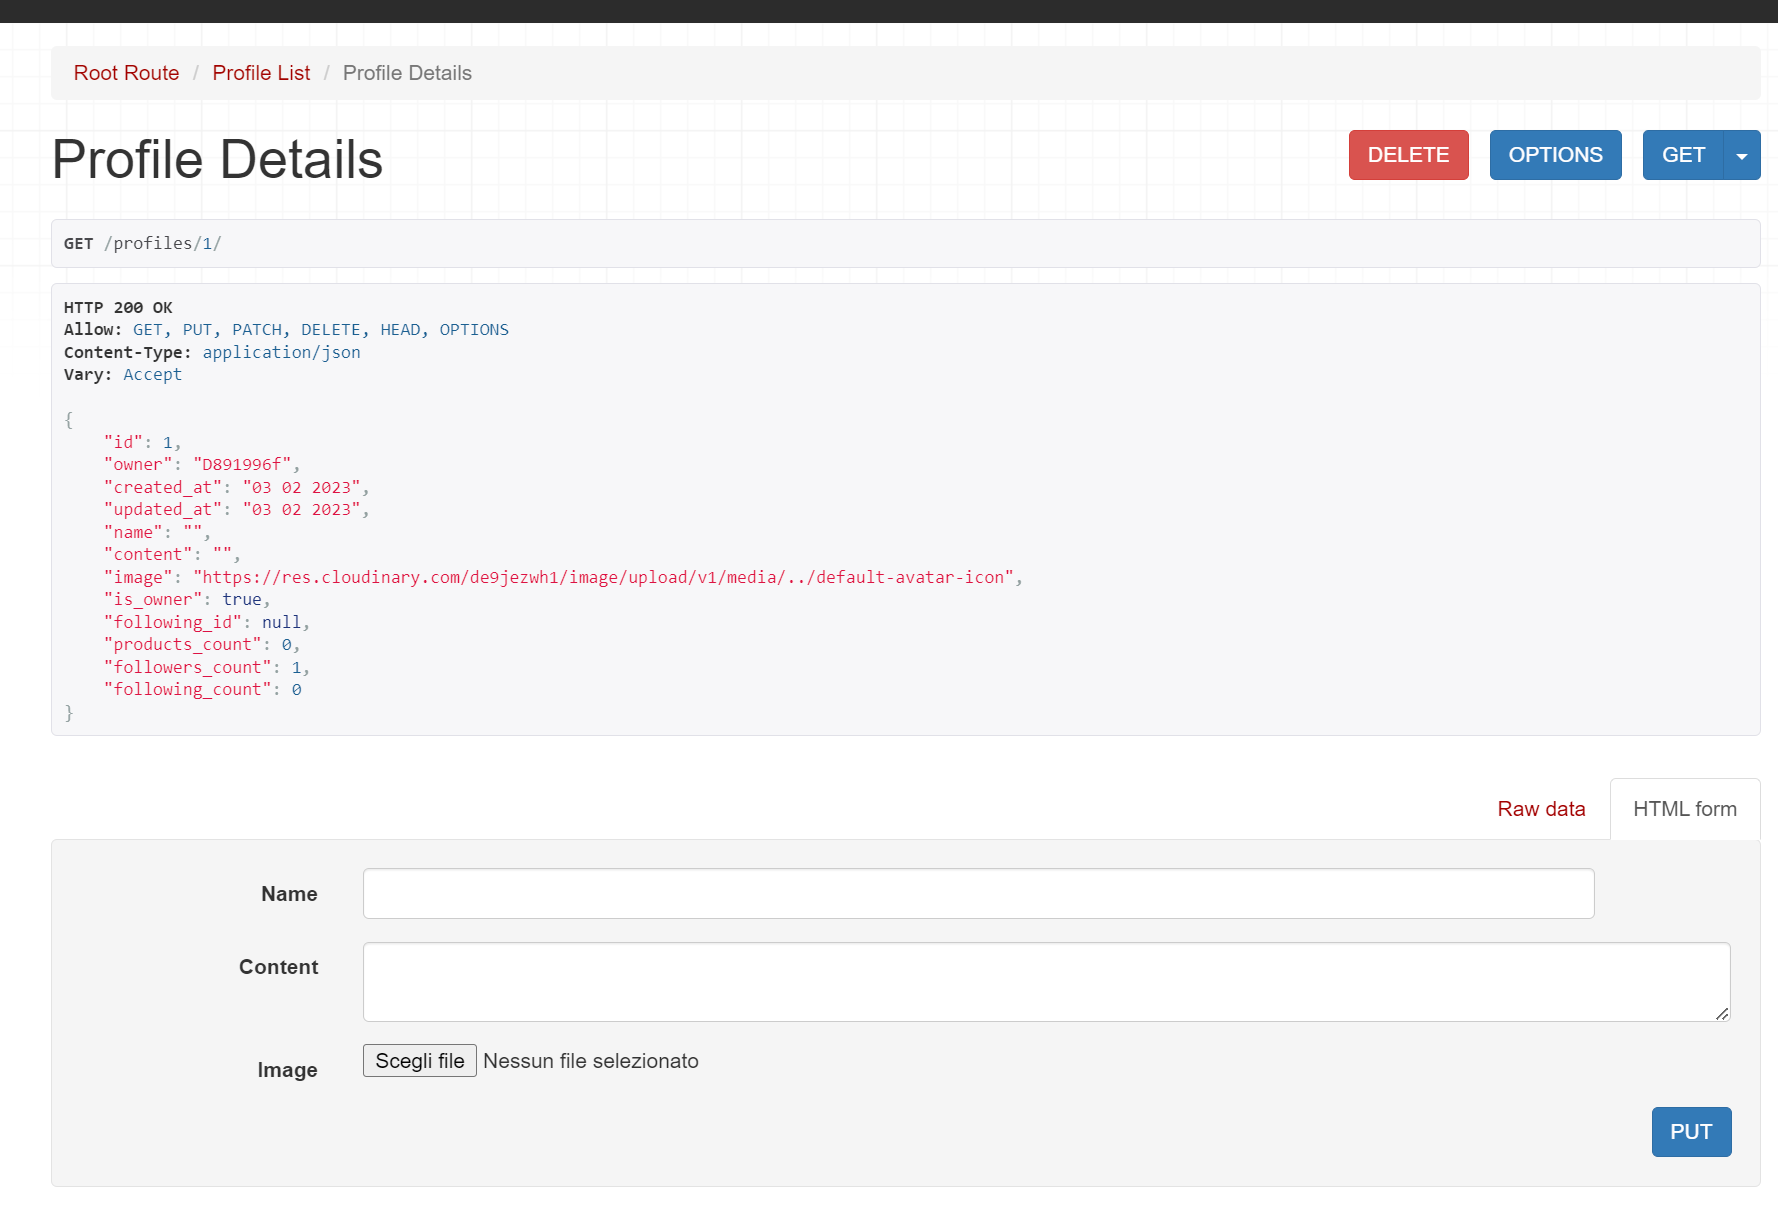 Root Route / Profile List / Profile Details
Profile Details
DELETE OPTIONS GET
GET /profiles/1/
HTTP 200 OK
Allow: GET, PUT, PATCH, DELETE, HEAD, OPTIONS
Content-Type: application/json
Vary: Accept
{
    "id": 1,
    "owner": "D891996f",
    "created_at": "03 02 2023",
    "updated_at": "03 02 2023",
    "name": "",
    "content": "",
    "image": "https://res.cloudinary.com/de9jezwh1/image/upload/v1/media/../default-avatar-icon",
    "is_owner": true,
    "following_id": null,
    "products_count": 0,
    "followers_count": 1,
    "following_count": 0
}
Raw data HTML form
Name
Content
Image Scegli file Nessun file selezionato
PUT